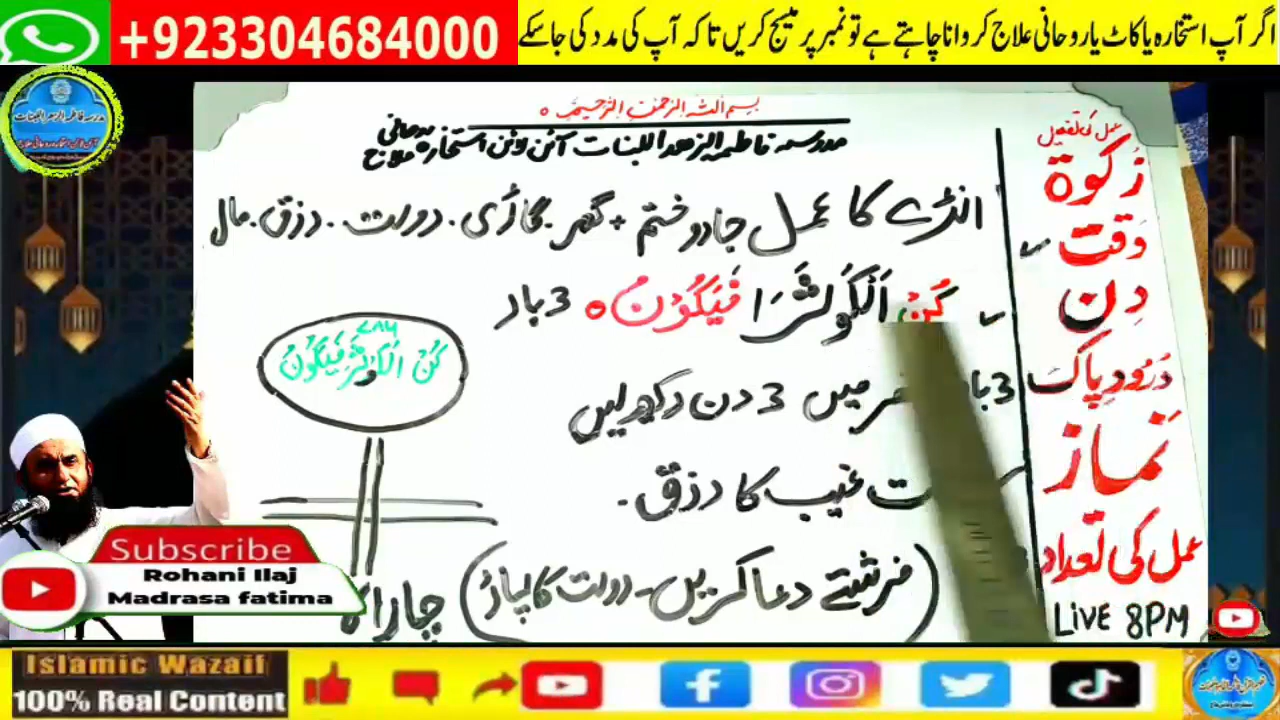 +923304684000
اگر آپ استخارہ یا کاٹ یا روحانی علاج کروانا چاہتے ہے تو نمبر پر میسج کریں تاکہ آپ کی مدد کی جاسکے
بسم اللہ الرحمن الرحیم
مدرسہ فاطمہ الزھرا للبنات آئن لائن استخارہ روحانی علاج
انڈے کا عمل جادو ختم + گھر. گاڑی. دولت. رزق. مال
کُنْ
فَیَکُوْنُ 3 بار
میں 3 دن رکھ لیں
غیب کا رزق.
(فرشتے دعا کریں - دولت کا پہاڑ)
۷۸۶
کُنْ
فَیَکُوْنُ
زکوۃ
وقت
دن
درود پاک
نماز
عمل کی تعداد
LIVE 8PM
Subscribe
Rohani Ilaj
Madrasa fatima
Islamic Wazaif
100% Real Content